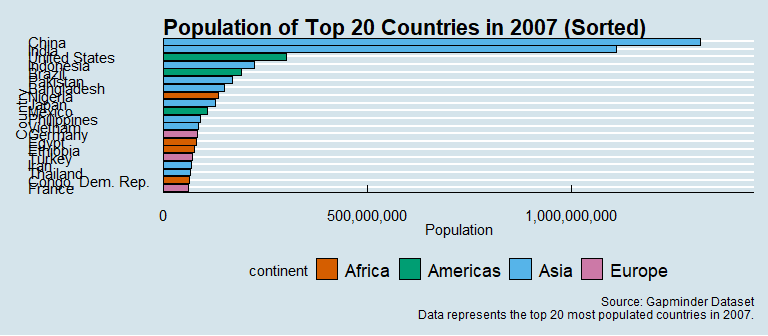 Population of Top 20 Countries in 2007 (Sorted)
Country
China
India
United States
Indonesia
Brazil
Pakistan
Bangladesh
Nigeria
Japan
Mexico
Philippines
Vietnam
Germany
Egypt
Ethiopia
Turkey
Iran
Thailand
Congo, Dem. Rep.
France
0 500,000,000 1,000,000,000
Population
continent Africa Americas Asia Europe
Source: Gapminder Dataset
Data represents the top 20 most populated countries in 2007.